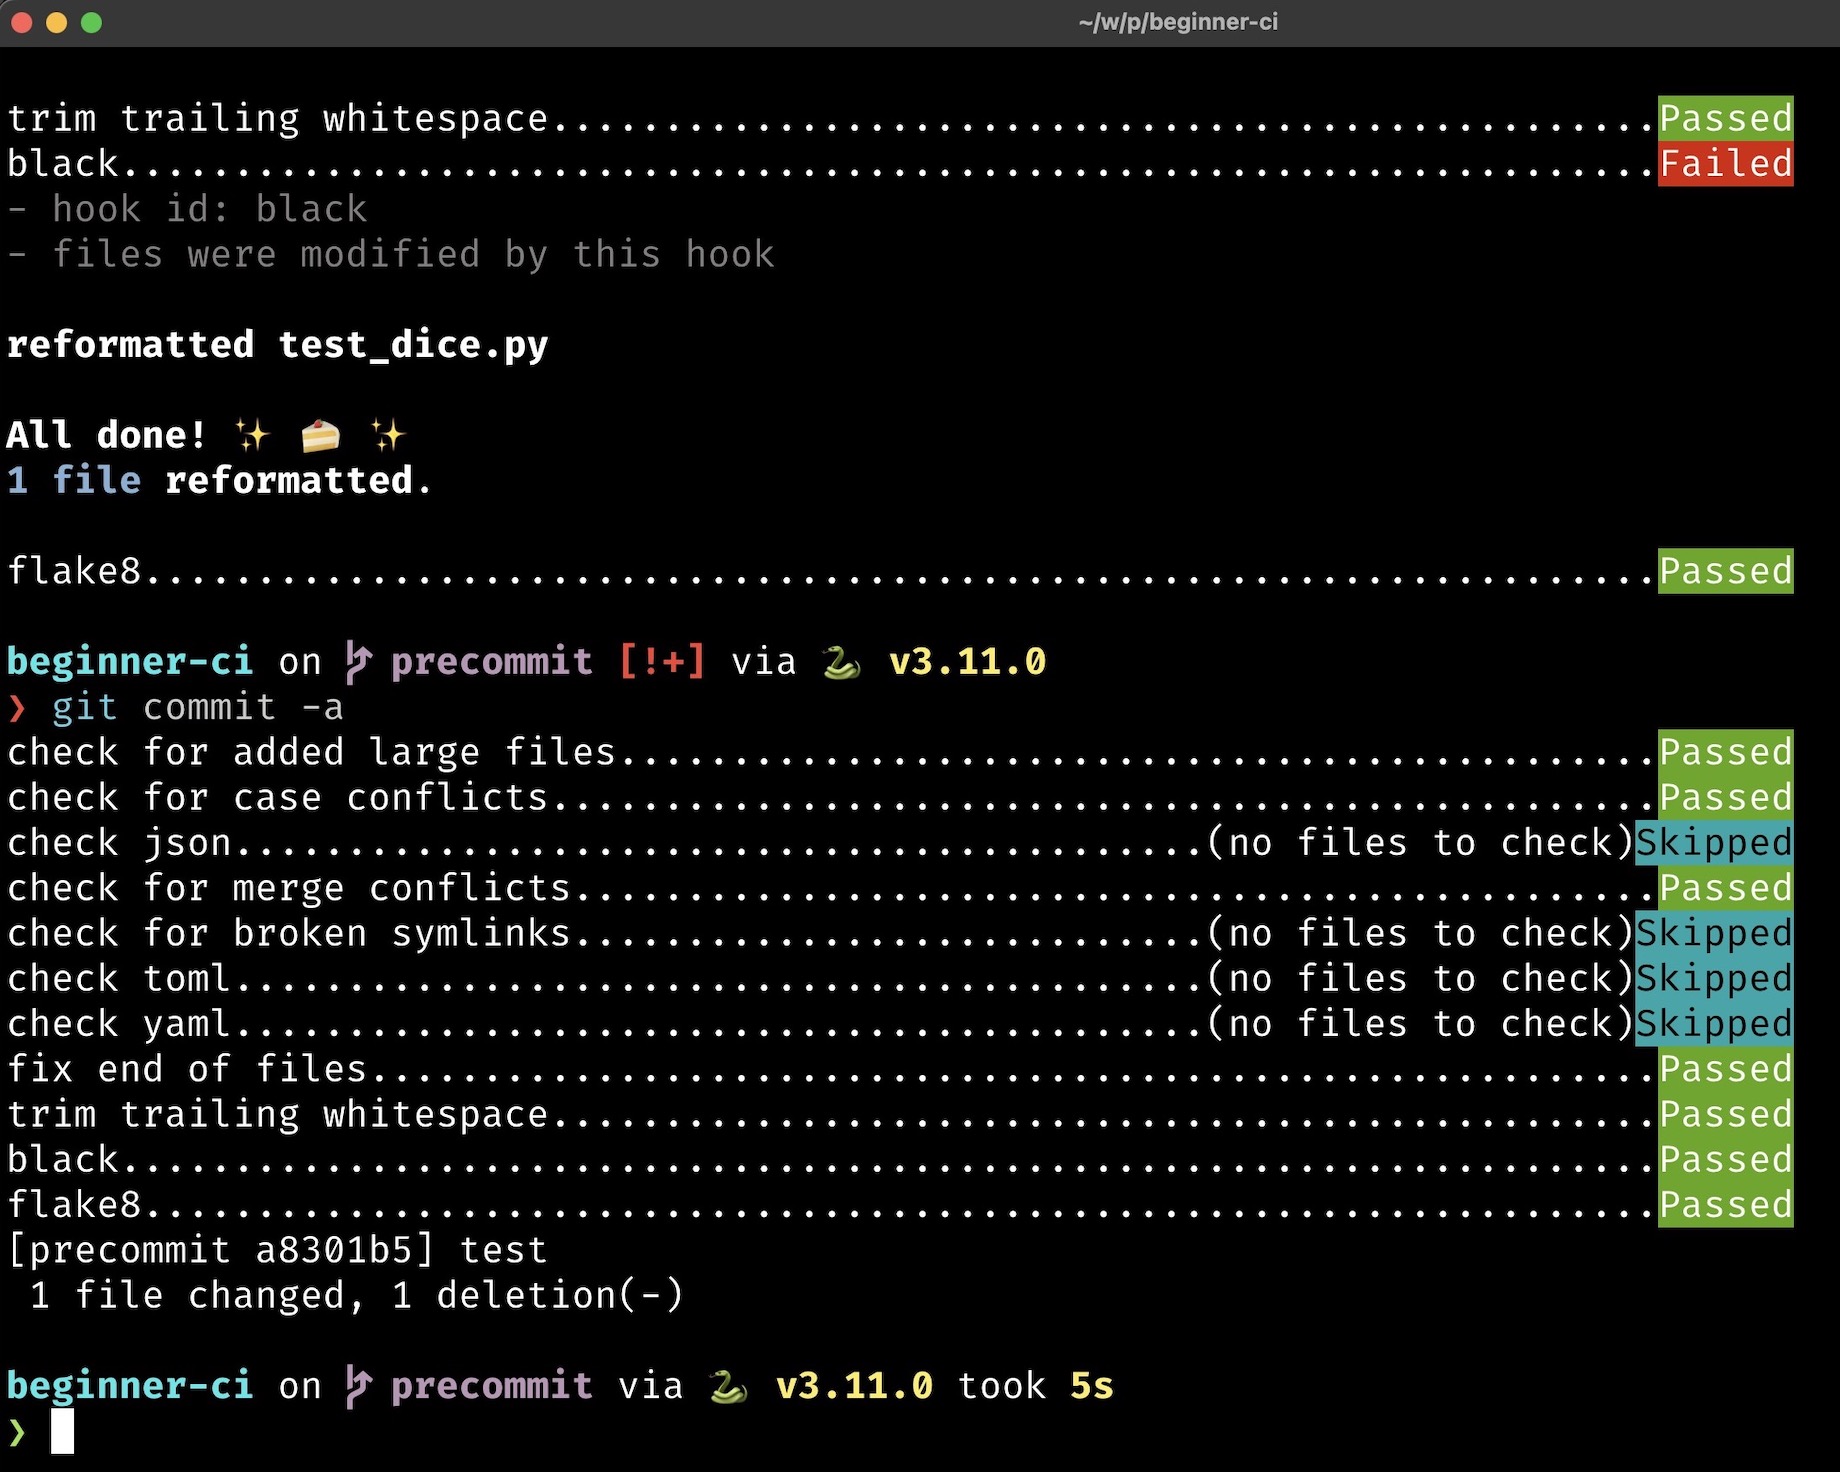 ~/w/p/beginner-ci
trim trailing whitespace.................................................Passed
black....................................................................Failed
- hook id: black
- files were modified by this hook
reformatted test_dice.py
All done! ✨ 🍰 ✨
1 file reformatted.
flake8...................................................................Passed
beginner-ci on precommit [!+] via 🐍 v3.11.0
❯ git commit -a
check for added large files..............................................Passed
check for case conflicts.................................................Passed
check json...........................................(no files to check)Skipped
check for merge conflicts................................................Passed
check for broken symlinks............................(no files to check)Skipped
check toml...........................................(no files to check)Skipped
check yaml...........................................(no files to check)Skipped
fix end of files.........................................................Passed
trim trailing whitespace.................................................Passed
black....................................................................Passed
flake8...................................................................Passed
[precommit a8301b5] test
 1 file changed, 1 deletion(-)
beginner-ci on precommit via 🐍 v3.11.0 took 5s
❯